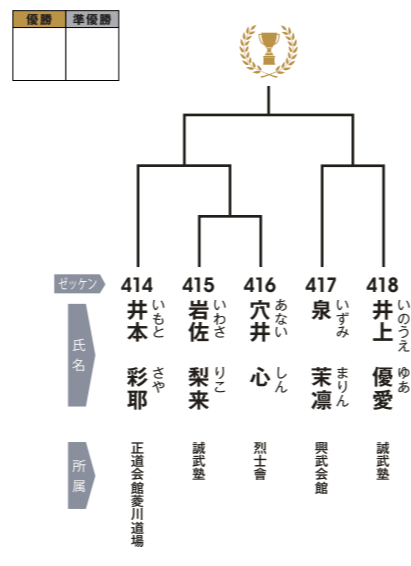 優勝 準優勝
ゼッケン 414 415 416 417 418
氏名
井本 彩耶 いもと さや
岩佐 梨来 いわさ りこ
穴井 心 あない しん
泉 茉凛 いずみ まりん
井上 優愛 いのうえ ゆあ
所属
正道会館菱川道場
誠武塾
烈士會
興武会館
誠武塾